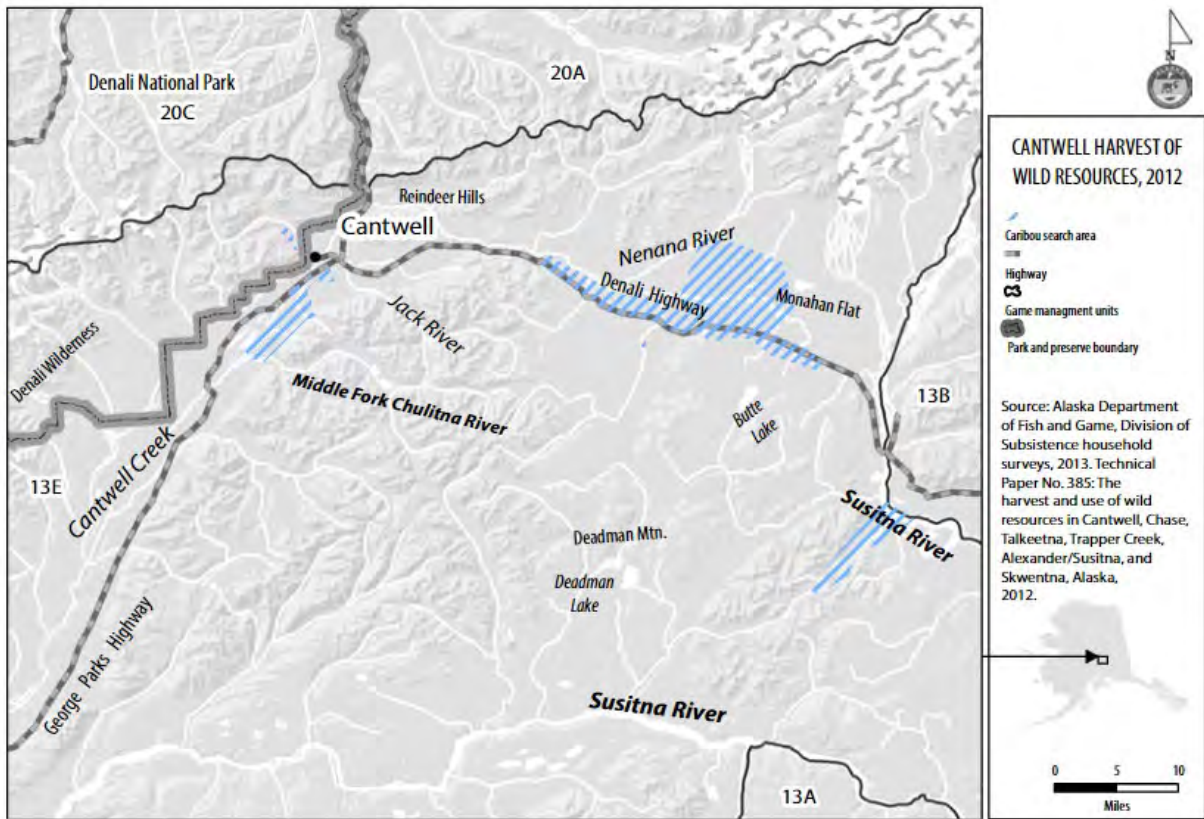 Denali National Park
20C
20A
Reindeer Hills
Cantwell
Nenana River
Denali Highway
Monahan Flat
Jack River
Denali Wilderness
Middle Fork Chulitna River
13B
Butte
Lake
Cantwell Creek
13E
Susitna River
Deadman Mtn.
Deadman
Lake
George Parks Highway
Susitna River
13A
N
CANTWELL HARVEST OF
WILD RESOURCES, 2012
Caribou search area
Highway
Game managment units
Park and preserve boundary
Source: Alaska Department
of Fish and Game, Division of
Subsistence household
surveys, 2013. Technical
Paper No. 385: The
harvest and use of wild
resources in Cantwell, Chase,
Talkeetna, Trapper Creek,
Alexander/Susitna, and
Skwentna, Alaska,
2012.
0 5 10
Miles